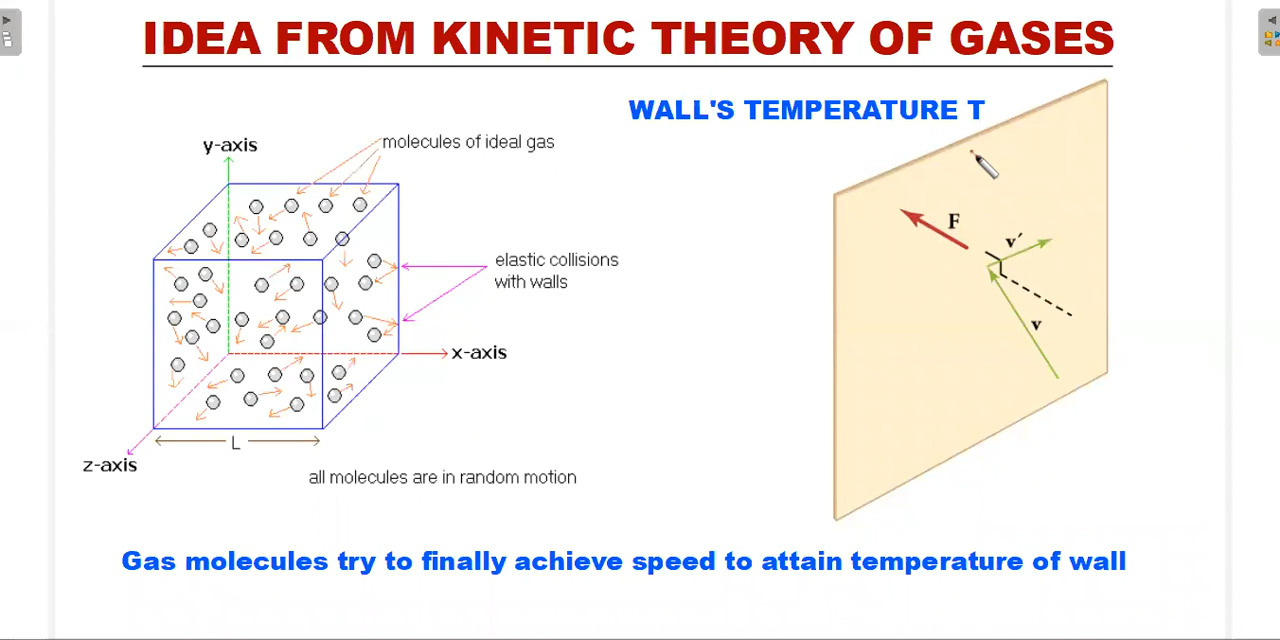 IDEA FROM KINETIC THEORY OF GASES
WALL'S TEMPERATURE T
y-axis
molecules of ideal gas
elastic collisions
with walls
x-axis
L
z-axis
all molecules are in random motion
F
v′
v
Gas molecules try to finally achieve speed to attain temperature of wall